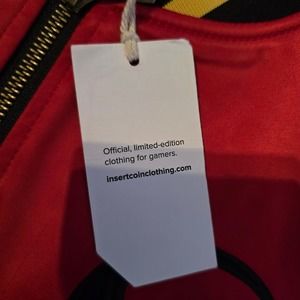 Official, limited-edition
clothing for gamers.
insertcoinclothing.com